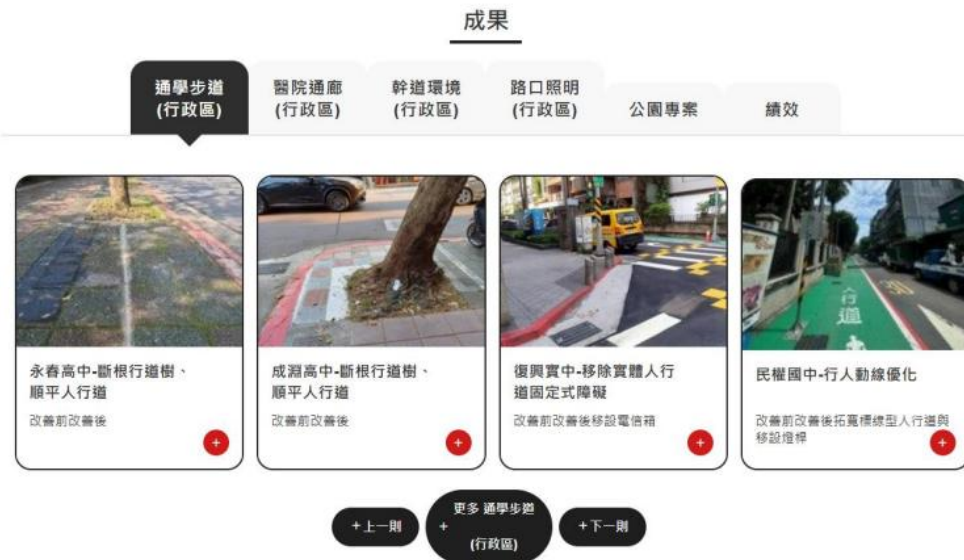 成果
通學步道
(行政區)
醫院通廊
(行政區)
幹道環境
(行政區)
路口照明
(行政區)
公園專案
績效
行
道
30
永春高中-斷根行道樹、
順平人行道
改善前改善後
+
成淵高中-斷根行道樹、
順平人行道
改善前改善後
+
復興實中-移除實體人行
道固定式障礙
改善前改善後移設電信箱
+
民權國中-行人動線優化
改善前改善後拓寬標線型人行道與
移設燈桿
+
+上一則
+ 更多 通學步道
(行政區)
+下一則